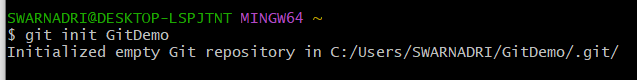 SWARNADRI@DESKTOP-LSPJTNT MINGW64 ~
$ git init GitDemo
Initialized empty Git repository in C:/Users/SWARNADRI/GitDemo/.git/